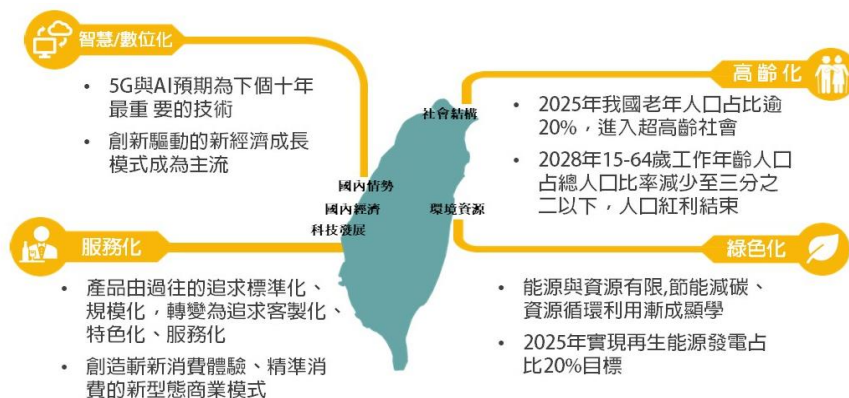 智慧/數位化
• 5G與AI預期為下個十年
最重 要的技術
• 創新驅動的新經濟成長
模式成為主流
高齡化
• 2025年我國老年人口占比逾
20%，進入超高齡社會
• 2028年15-64歲工作年齡人口
占總人口比率減少至三分之
二以下，人口紅利結束
社會結構
國內情勢
國內經濟
科技發展
環境資源
服務化
• 產品由過往的追求標準化、
規模化，轉變為追求客製化、
特色化、服務化
• 創造嶄新消費體驗、精準消
費的新型態商業模式
綠色化
• 能源與資源有限,節能減碳、
資源循環利用漸成顯學
• 2025年實現再生能源發電占
比20%目標